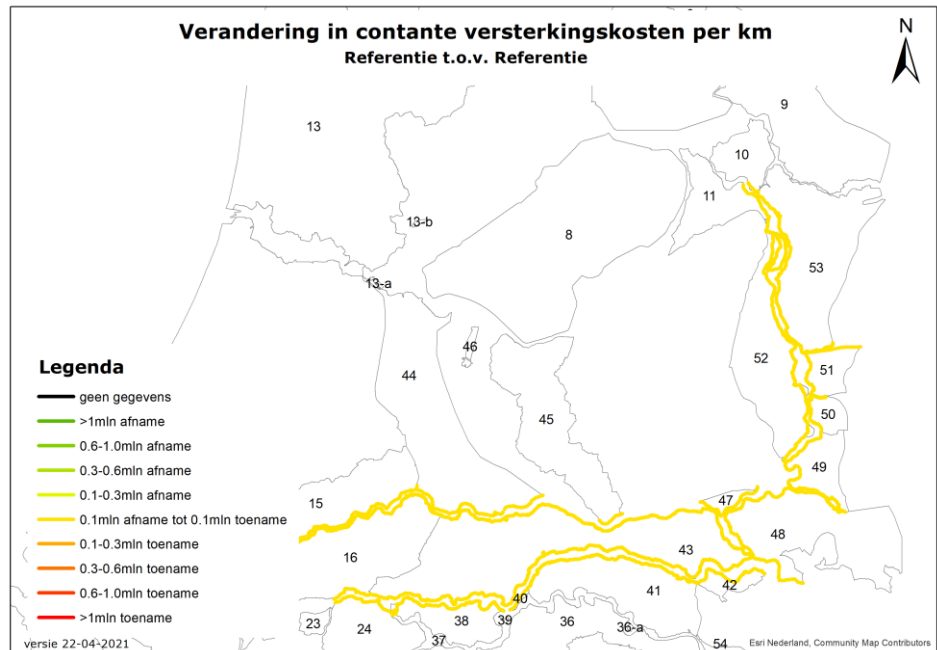 Verandering in contante versterkingskosten per km
Referentie t.o.v. Referentie
N
9
13
10
11
13-b
8
53
13-a
46
52
44
51
45
50
49
47
15
48
16
43
42
41
40
23
24
38
39
36
36-a
37
54
Legenda
geen gegevens
>1mln afname
0.6-1.0mln afname
0.3-0.6mln afname
0.1-0.3mln afname
0.1mln afname tot 0.1mln toename
0.1-0.3mln toename
0.3-0.6mln toename
0.6-1.0mln toename
>1mln toename
versie 22-04-2021
Esri Nederland, Community Map Contributors